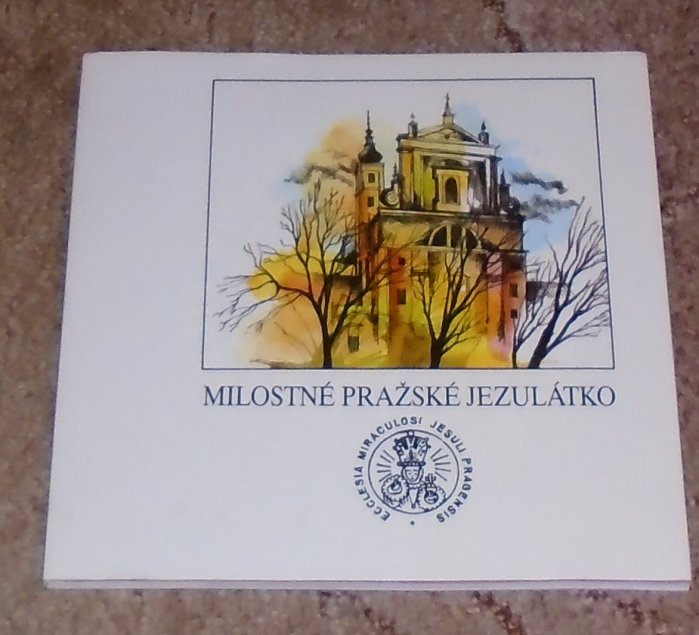 MILOSTNÉ PRAŽSKÉ JEZULÁTKO
ECCLESIA MIRACULOSI JESULI PRAGENSIS